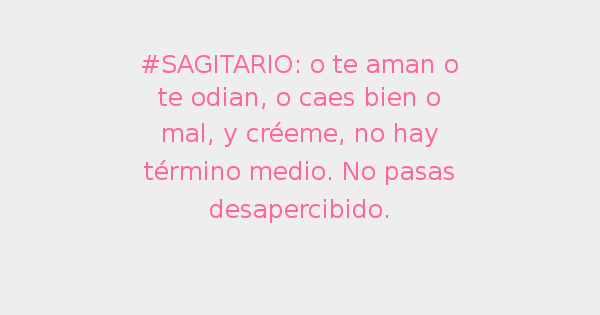 #SAGITARIO: o te aman o
te odian, o caes bien o
mal, y créeme, no hay
término medio. No pasas
desapercibido.